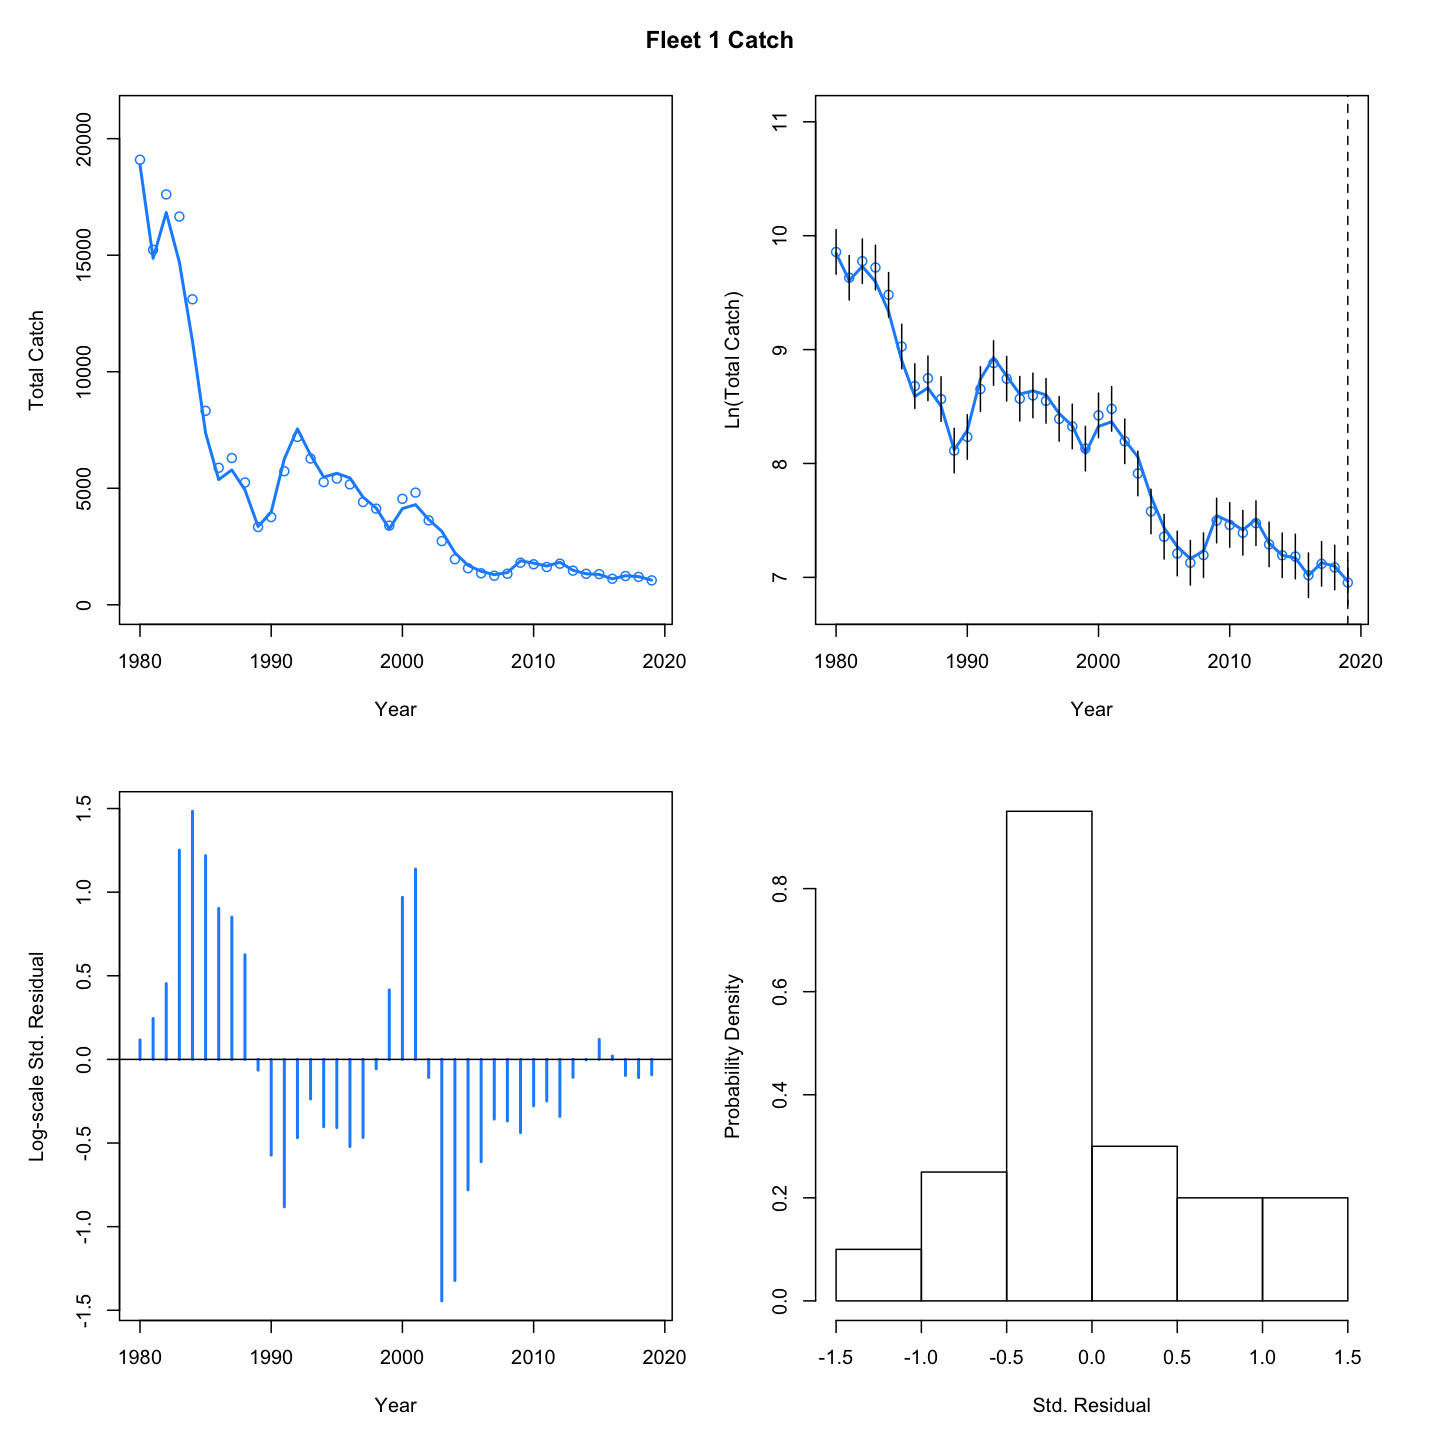 Fleet 1 Catch
Total Catch
0 5000 10000 15000 20000
1980 1990 2000 2010 2020
Year
Ln(Total Catch)
7 8 9 10 11
1980 1990 2000 2010 2020
Year
Log-scale Std. Residual
-1.5 -1.0 -0.5 0.0 0.5 1.0 1.5
1980 1990 2000 2010 2020
Year
Probability Density
0.0 0.2 0.4 0.6 0.8
-1.5 -1.0 -0.5 0.0 0.5 1.0 1.5
Std. Residual